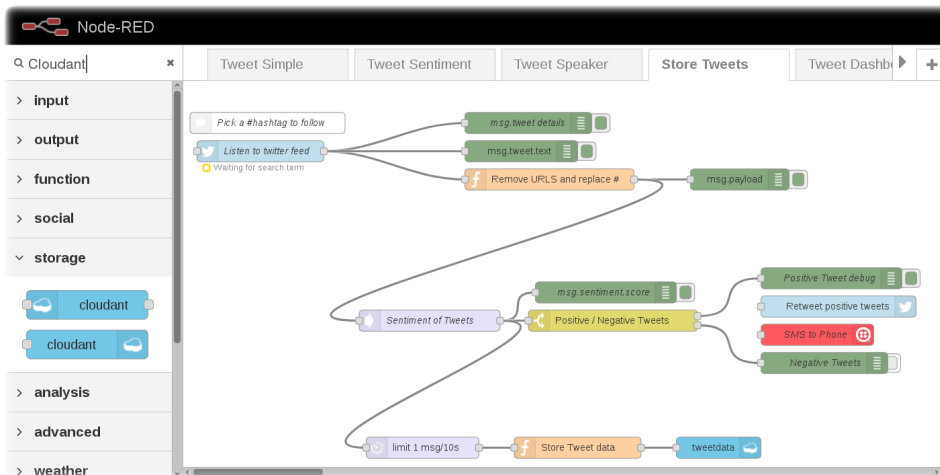 Node-RED
Cloudant
Tweet Simple
Tweet Sentiment
Tweet Speaker
Store Tweets
Tweet Dashb
input
output
function
social
storage
cloudant
cloudant
analysis
advanced
weather
Pick a #hashtag to follow
Listen to twitter feed
Waiting for search term
msg.tweet details
msg.tweet.text
Remove URLS and replace #
msg.payload
Sentiment of Tweets
msg.sentiment.score
Positive / Negative Tweets
Positive Tweet debug
Retweet positive tweets
SMS to Phone
Negative Tweets
limit 1 msg/10s
Store Tweet data
tweetdata